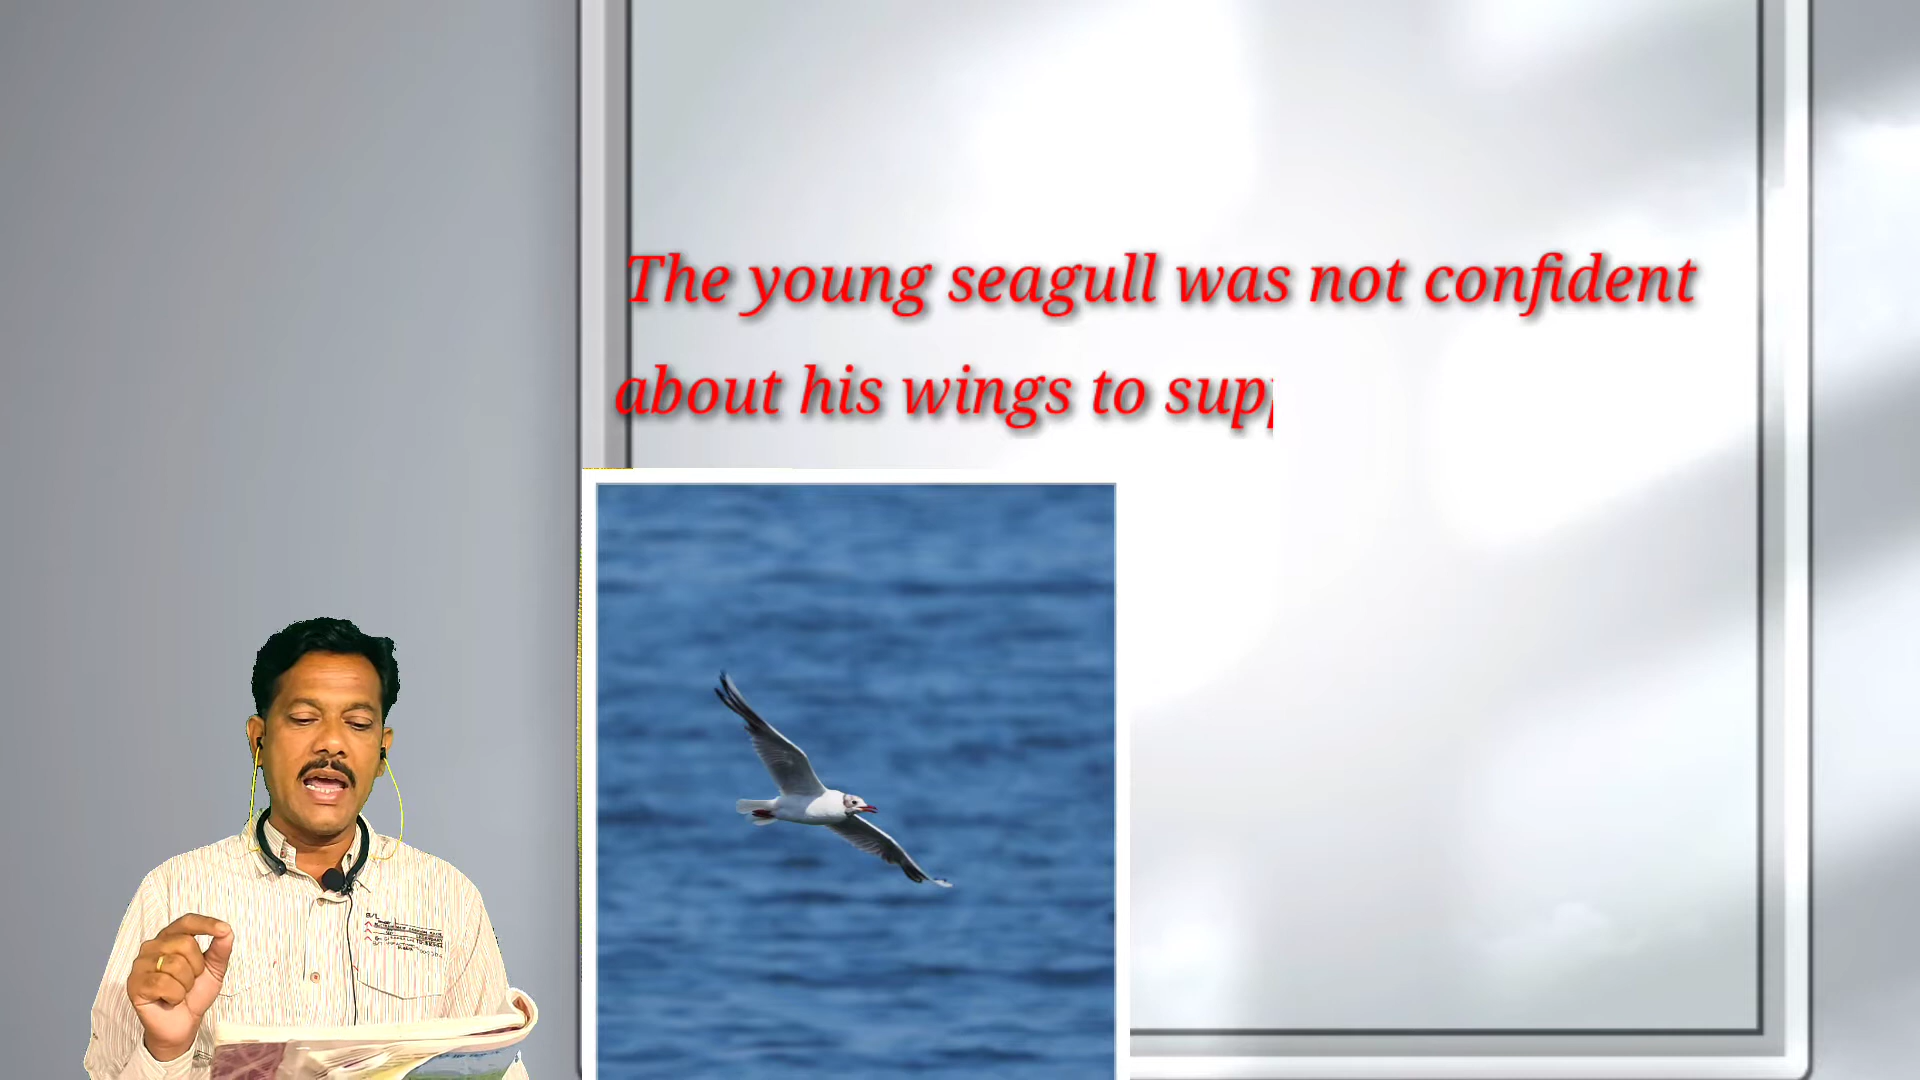 The young seagull was not confident
about his wings to sup